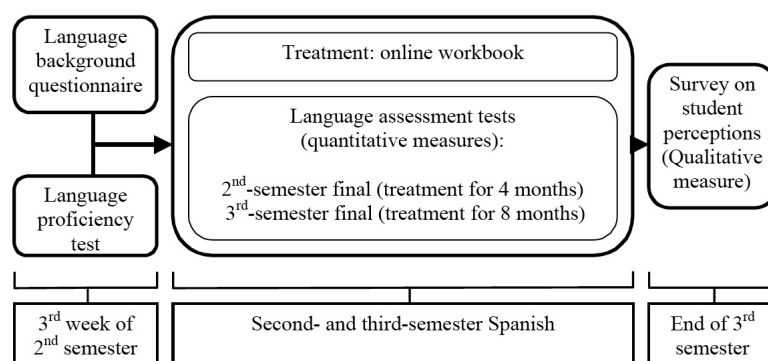 Language
background
questionnaire
Language
proficiency
test
Treatment: online workbook
Language assessment tests
(quantitative measures):
2nd-semester final (treatment for 4 months)
3rd-semester final (treatment for 8 months)
Survey on
student
perceptions
(Qualitative
measure)
3rd week of
2nd semester
Second- and third-semester Spanish
End of 3rd
semester